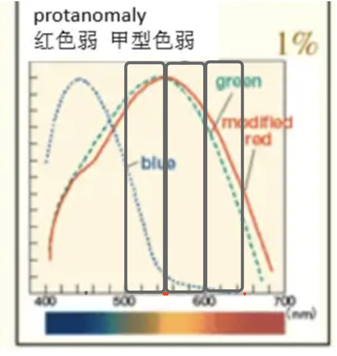 protanomaly
红色弱 甲型色弱
1%
green
modified
red
blue
400 500 600 700
(nm)